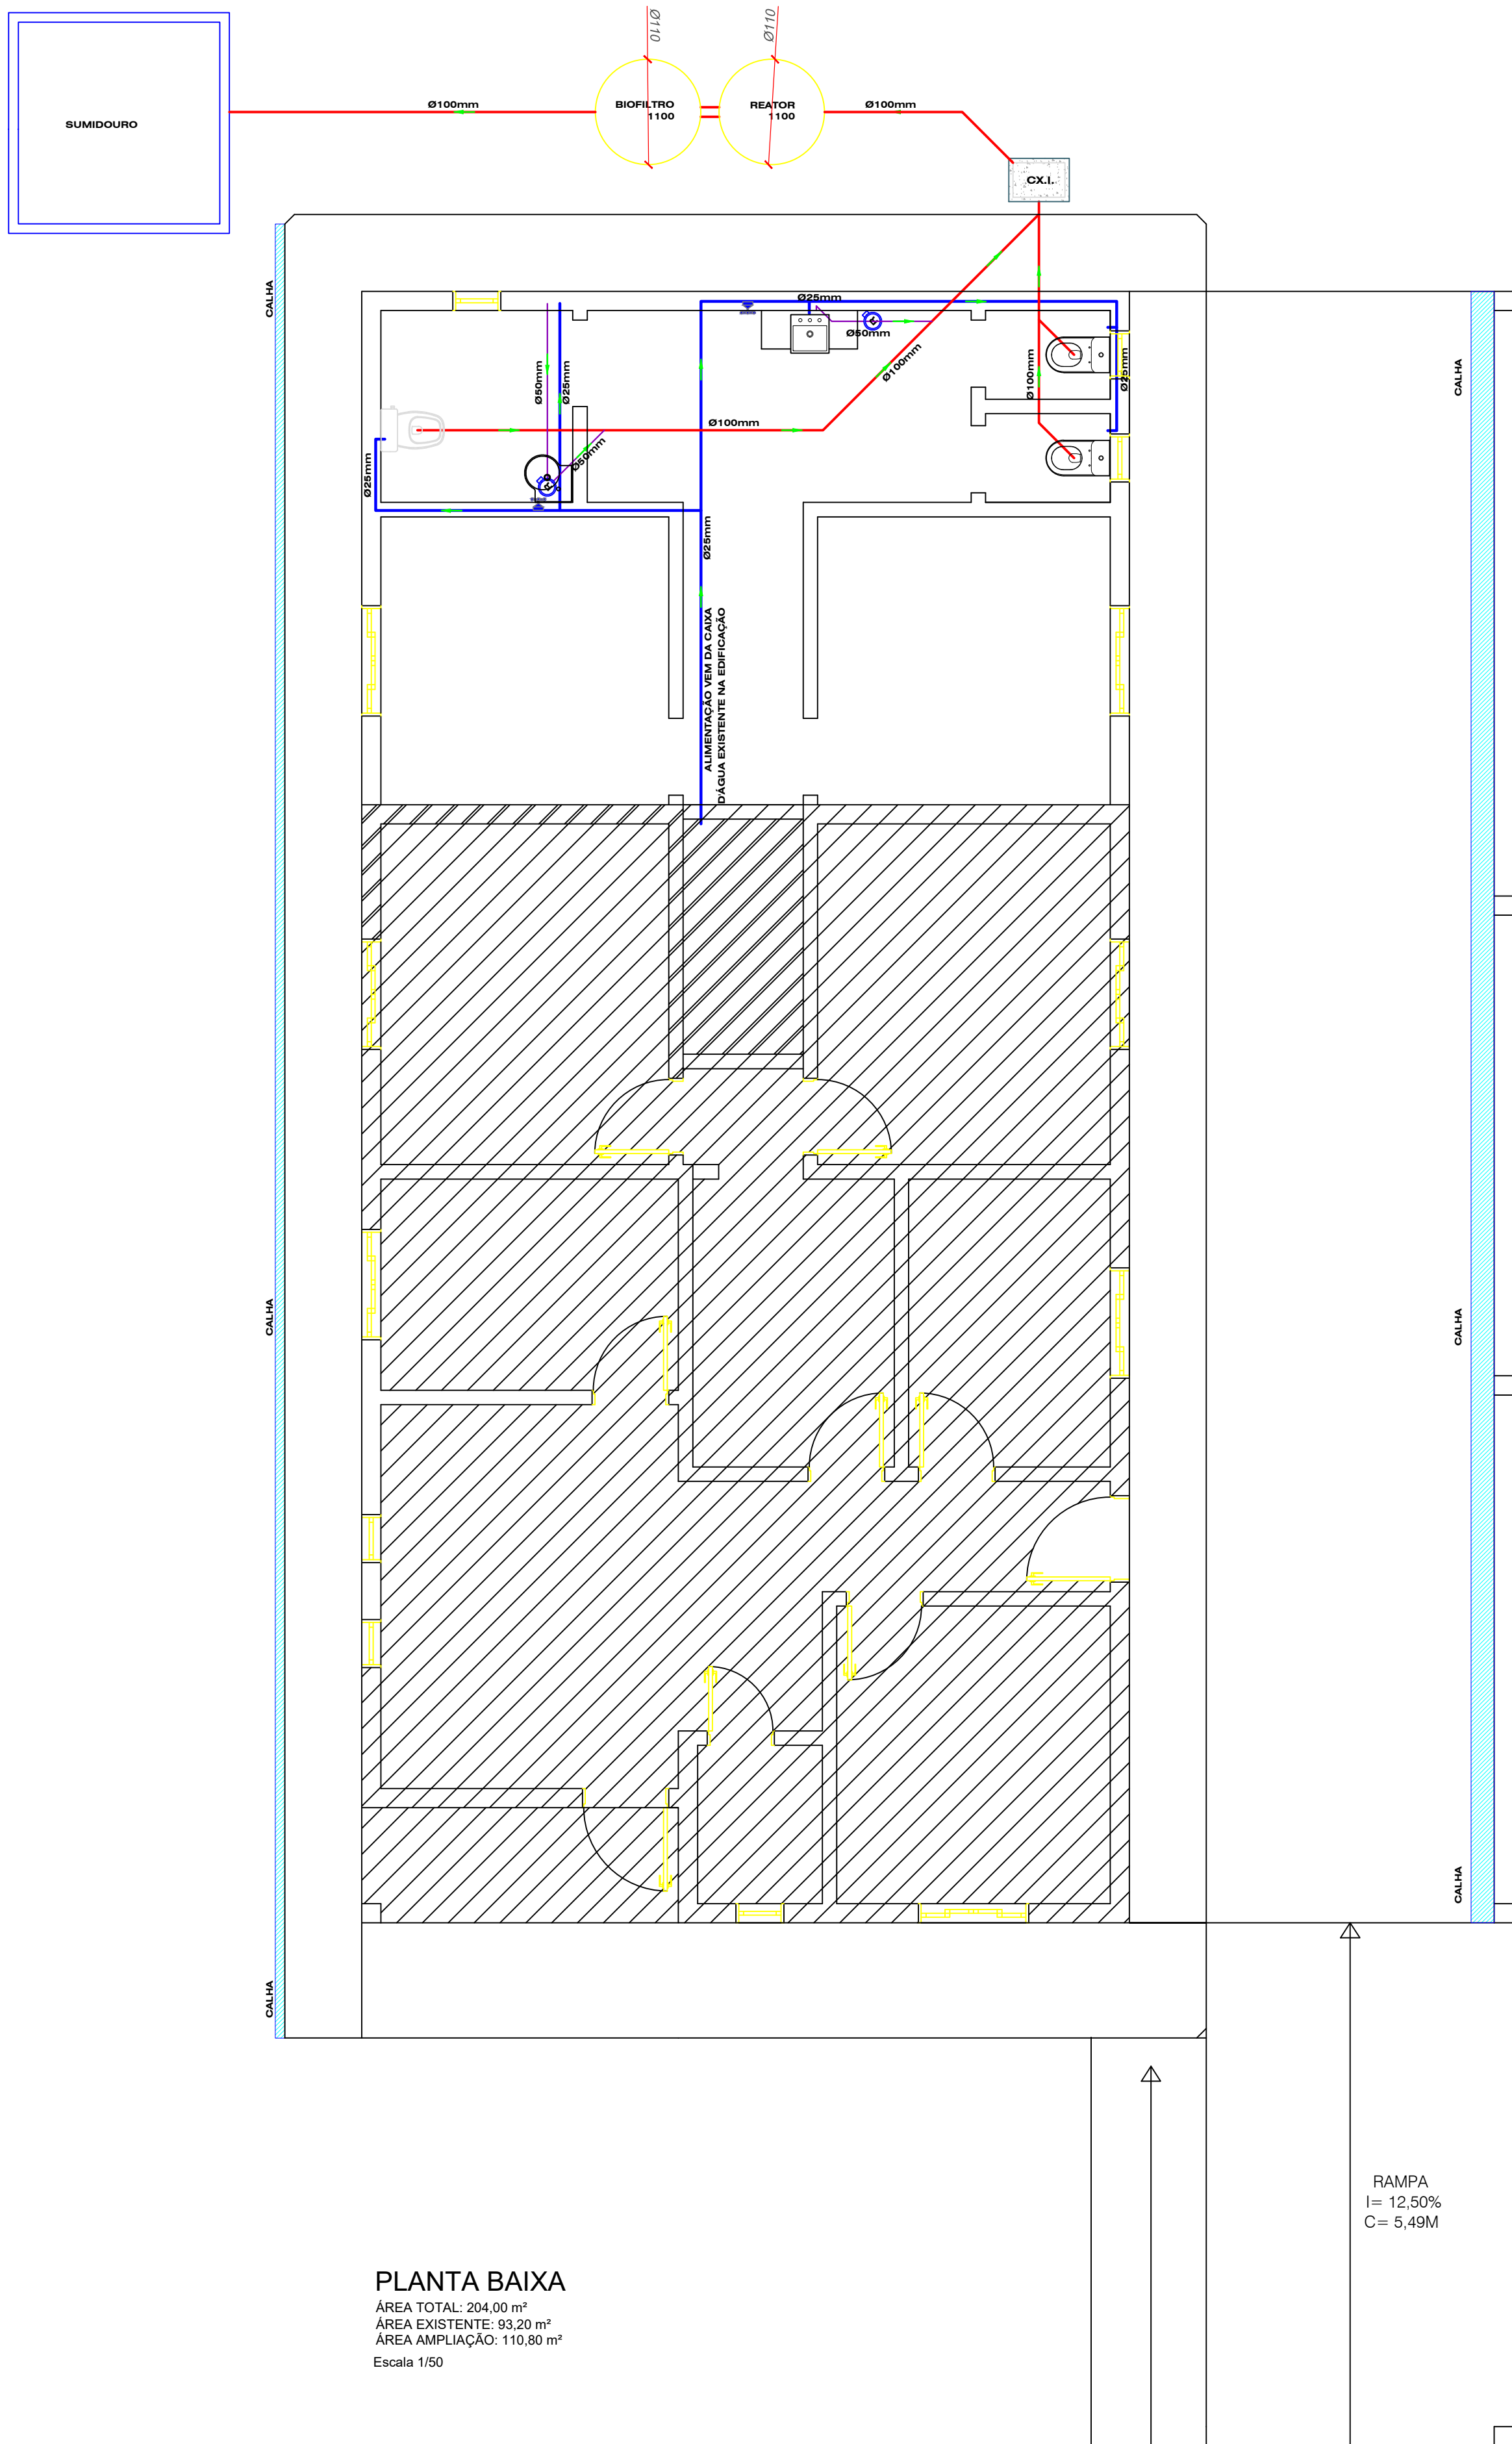 Ø110
Ø110
SUMIDOURO
Ø100mm
BIOFILTRO
1100
REATOR
1100
Ø100mm
CX.I.
CALHA
Ø25mm
Ø50mm
Ø100mm
Ø50mm
Ø25mm
Ø100mm
Ø25mm
CALHA
Ø100mm
Ø50mm
Ø25mm
Ø25mm
ALIMENTAÇÃO VEM DA CAIXA
D'ÁGUA EXISTENTE NA EDIFICAÇÃO
CALHA
CALHA
CALHA
CALHA
RAMPA
I= 12,50%
C= 5,49M
PLANTA BAIXA
ÁREA TOTAL: 204,00 m²
ÁREA EXISTENTE: 93,20 m²
ÁREA AMPLIAÇÃO: 110,80 m²
Escala 1/50